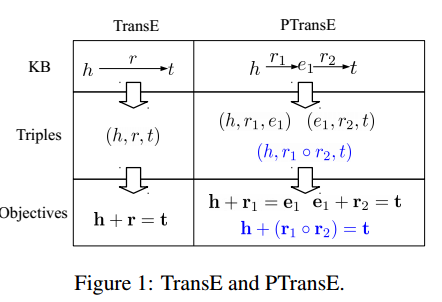 TransE PTransE
KB h r t h r₁ e₁ r₂ t
Triples (h, r, t) (h, r₁, e₁) (e₁, r₂, t)
(h, r₁ ∘ r₂, t)
Objectives h + r = t h + r₁ = e₁ e₁ + r₂ = t
h + (r₁ ∘ r₂) = t
Figure 1: TransE and PTransE.